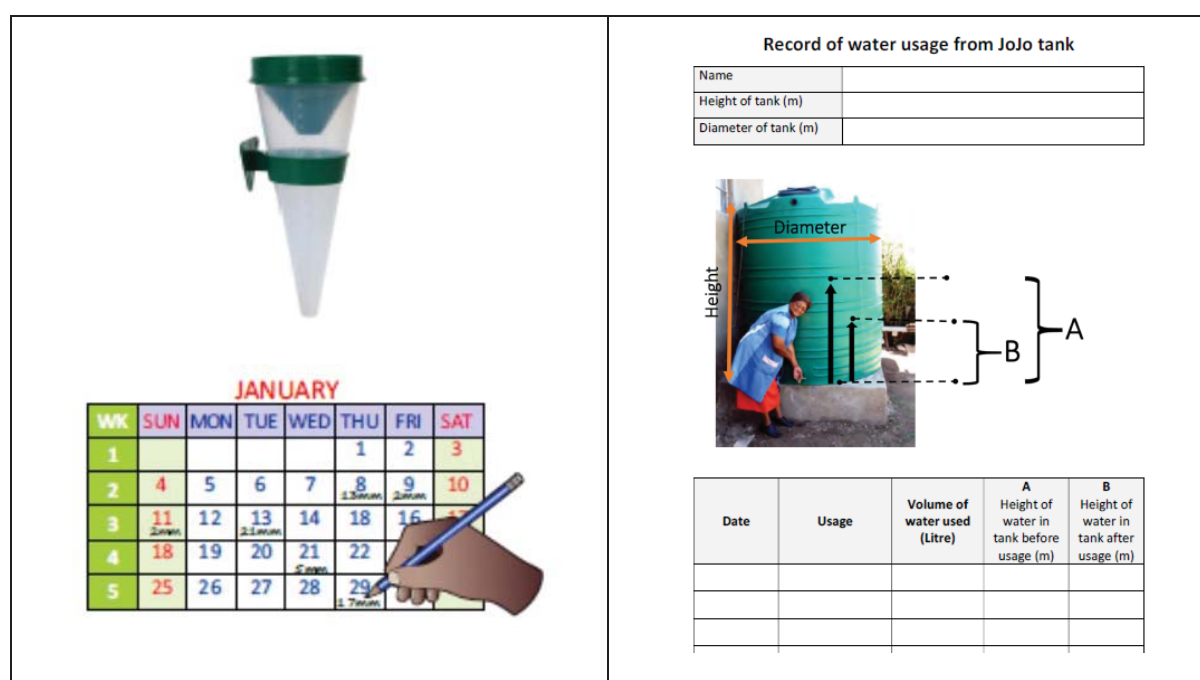 JANUARY
WK SUN MON TUE WED THU FRI SAT
1 1 2 3
2 4 5 6 7 8 9 10
13mm 2mm
3 11 12 13 14 18 16 17
2mm 21mm
4 18 19 20 21 22
5mm
5 25 26 27 28 29
17mm
Record of water usage from JoJo tank
Name
Height of tank (m)
Diameter of tank (m)
Diameter
Height
A
B
Date
Usage
Volume of
water used
(Litre)
A
Height of
water in
tank before
usage (m)
B
Height of
water in
tank after
usage (m)